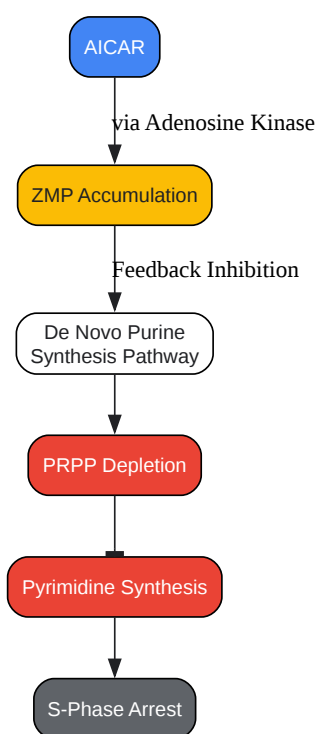 AICAR
via Adenosine Kinase
ZMP Accumulation
Feedback Inhibition
De Novo Purine
Synthesis Pathway
PRPP Depletion
Pyrimidine Synthesis
S-Phase Arrest